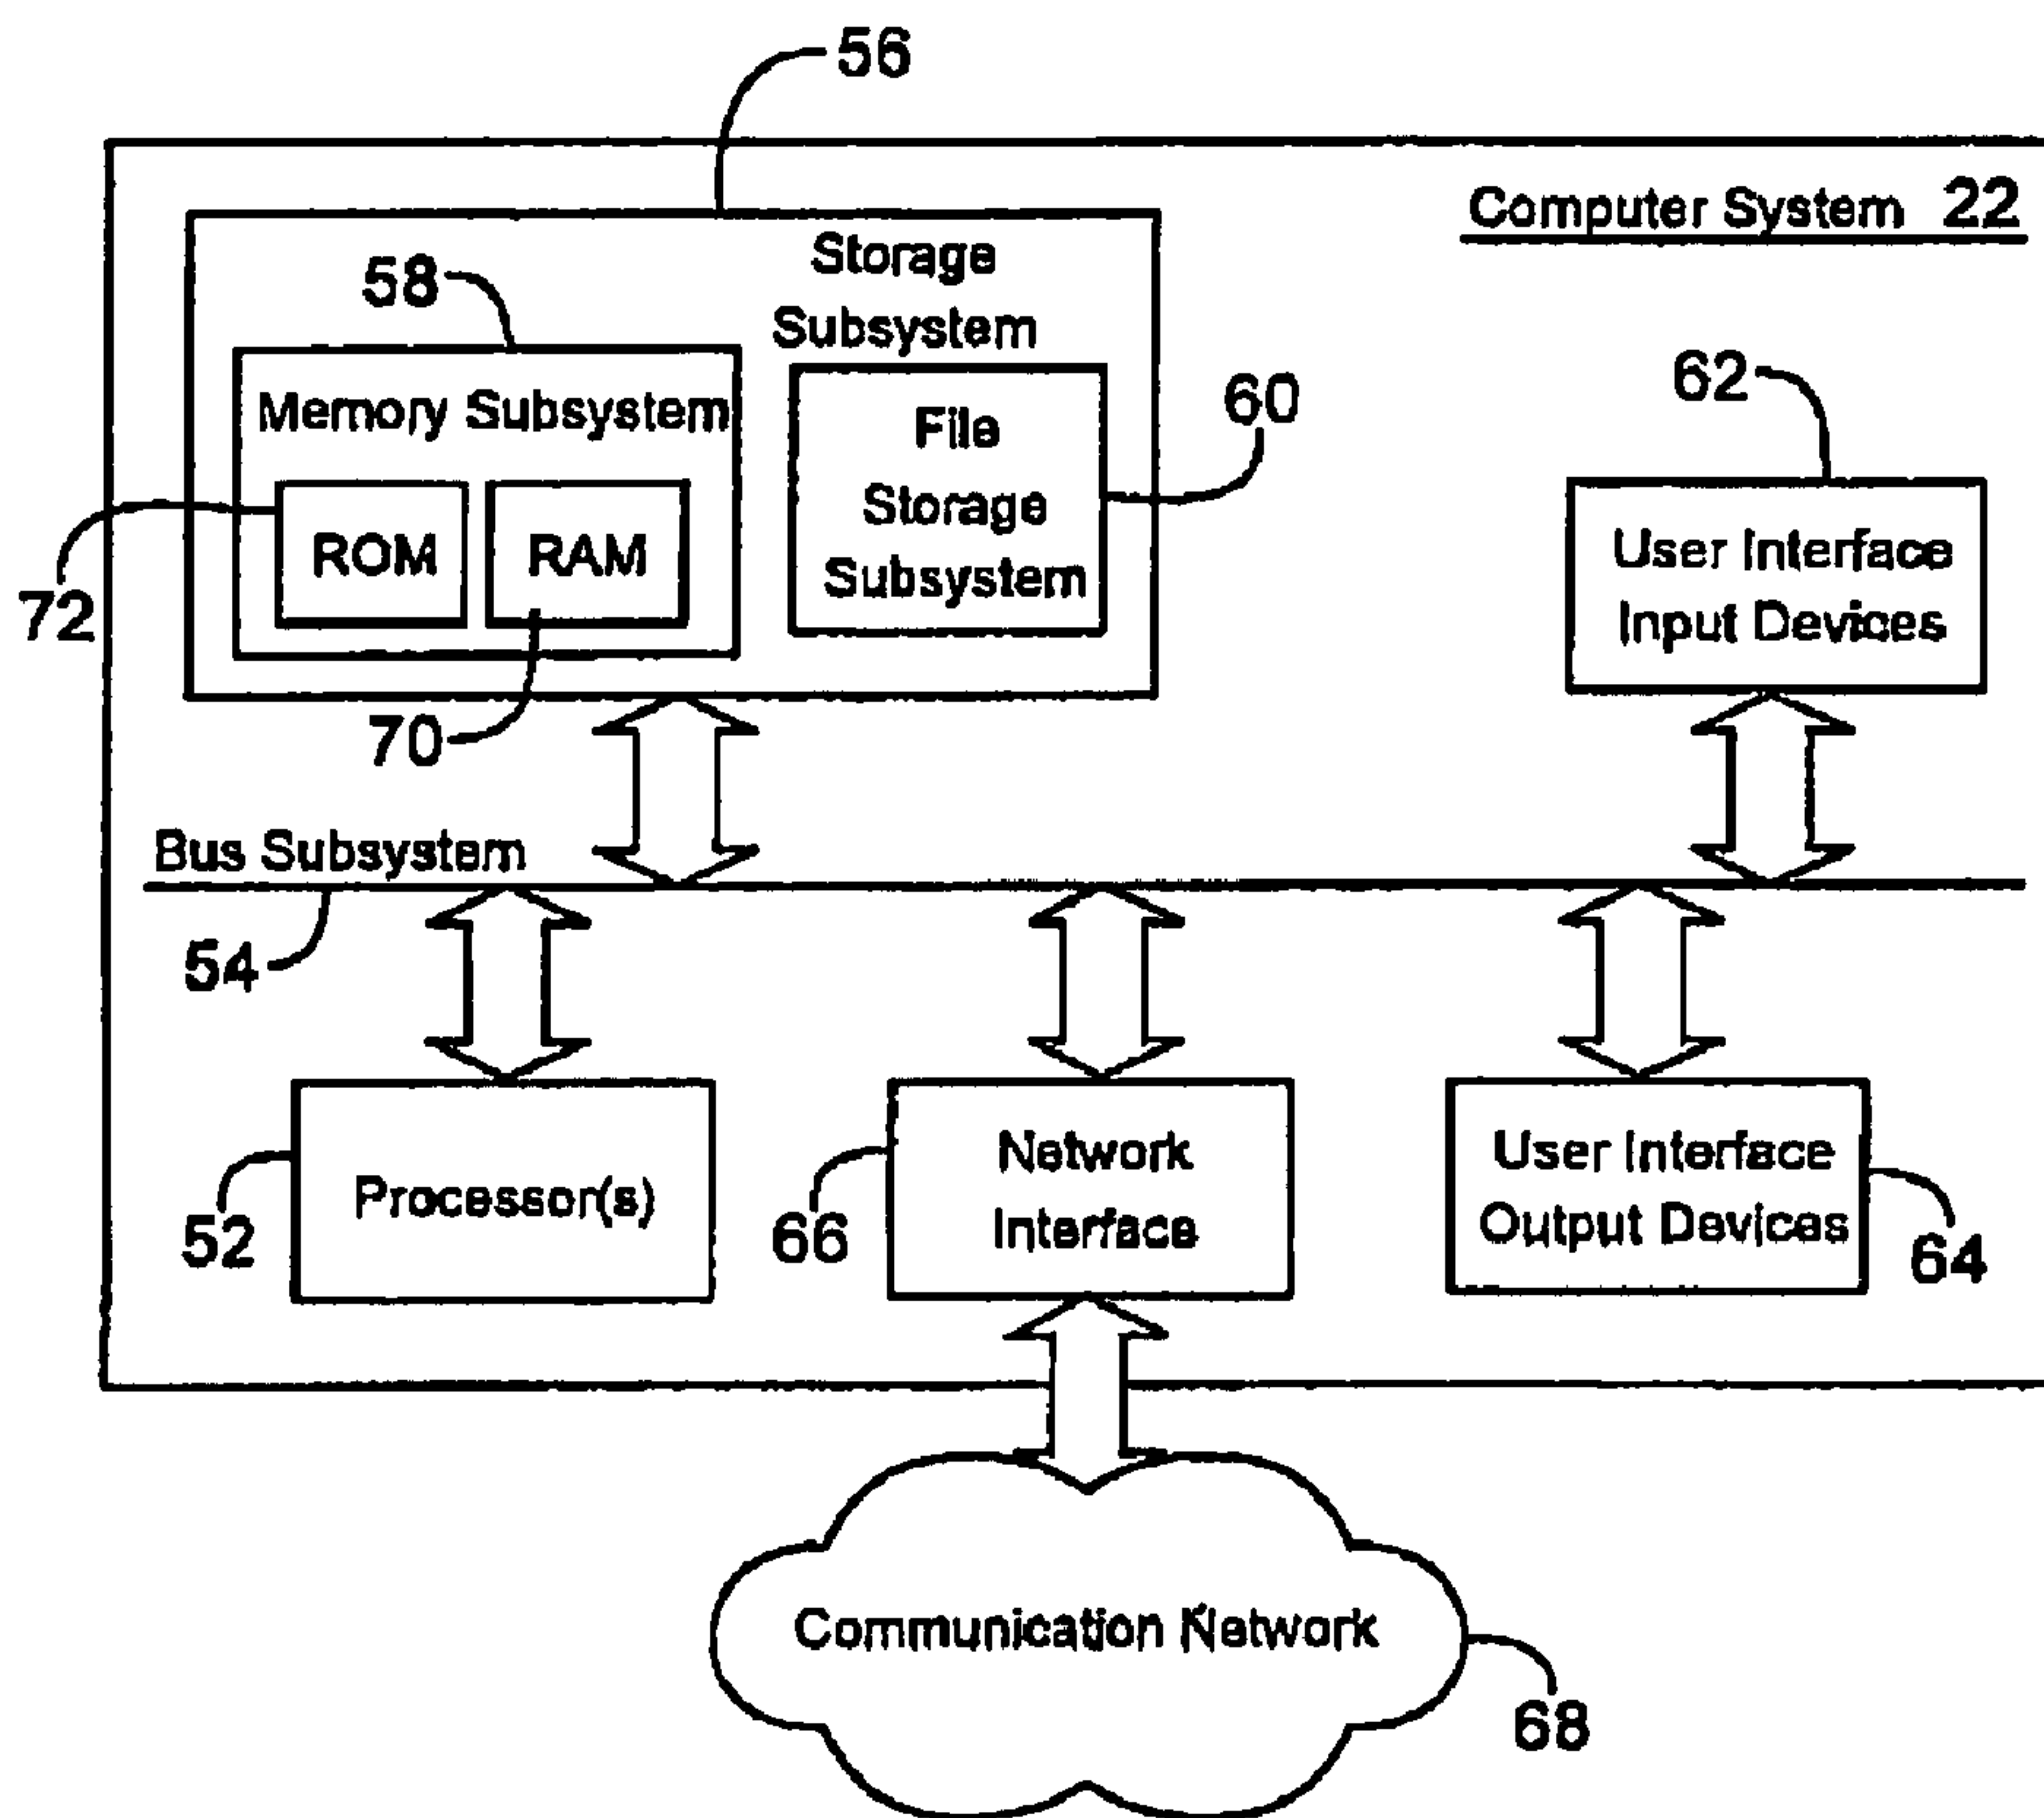 56
Computer System 22
Storage
Subsystem
58
Memory Subsystem
File
Storage
Subsystem
60
62
User Interface
Input Devices
ROM
RAM
72
70
Bus Subsystem
54
Processor(s)
52
Network
Interface
66
User Interface
Output Devices
64
Communication Network
68